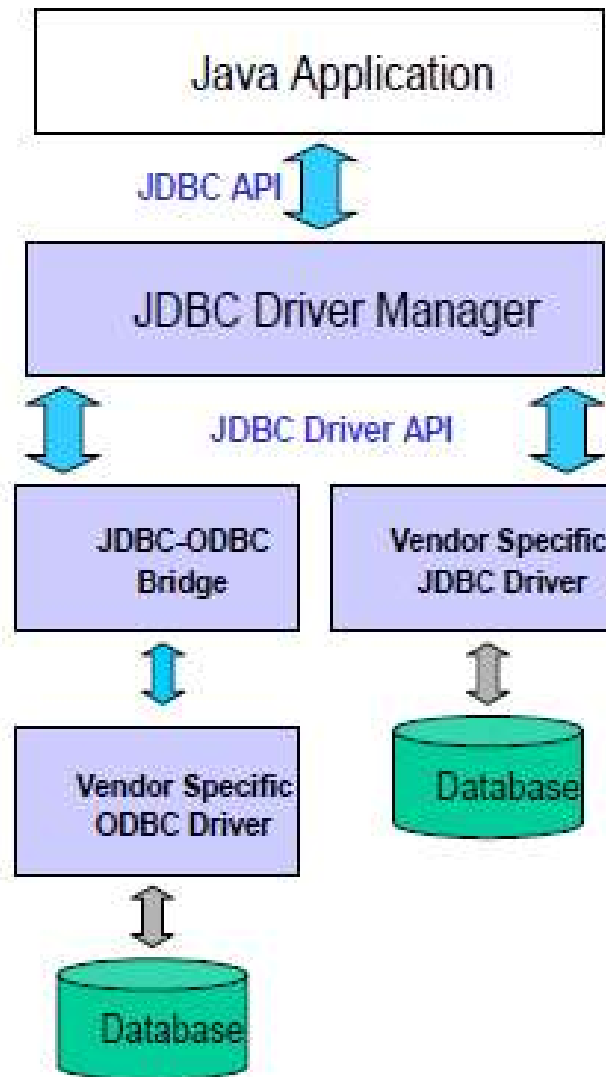 Java Application
JDBC API
JDBC Driver Manager
JDBC Driver API
JDBC-ODBC
Bridge
Vendor Specific
JDBC Driver
Vendor Specific
ODBC Driver
Database
Database